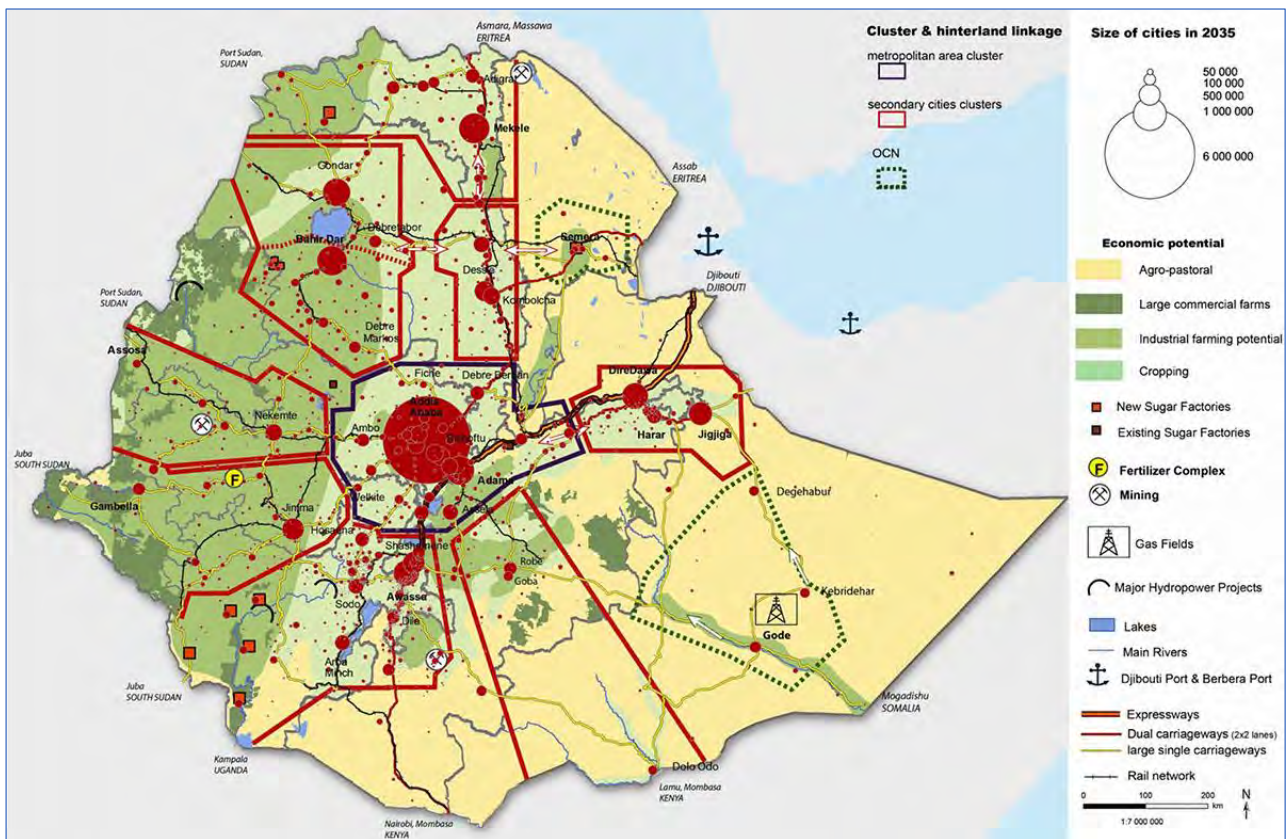 Asmara, Massawa
ERITREA
Port Sudan,
SUDAN
Adigrat
Mekele
Gondar
Assab
ERITREA
Bahir Dar
Debretabor
Semera
Dessie
Kombolcha
Djibouti
DJIBOUTI
Port Sudan,
SUDAN
Debre
Markos
Assosa
Fiche
Debre Berhan
DireDawa
Addis
Ababa
Nekemte
Ambo
Bishoftu
Harar
Jigjiga
Juba
SOUTH SUDAN
Adama
Welkite
Assela
Degehabur
Gambella
Jimma
Hosaena
Shashemene
Robe
Goba
Kebridehar
Awassa
Sodo
Dile
Gode
Arba
Minch
Juba
SOUTH SUDAN
Mogadishu
SOMALIA
Kampala
UGANDA
Dolo Odo
Lamu, Mombasa
KENYA
Nairobi, Mombasa
KENYA
Cluster & hinterland linkage
metropolitan area cluster
secondary cities clusters
OCN
Size of cities in 2035
50 000
100 000
500 000
1 000 000
6 000 000
Economic potential
Agro-pastoral
Large commercial farms
Industrial farming potential
Cropping
New Sugar Factories
Existing Sugar Factories
F
Fertilizer Complex
Mining
Gas Fields
Major Hydropower Projects
Lakes
Main Rivers
Djibouti Port & Berbera Port
Expressways
Dual carriageways (2x2 lanes)
large single carriageways
Rail network
0 100 200
km
N
1:7 000 000
F